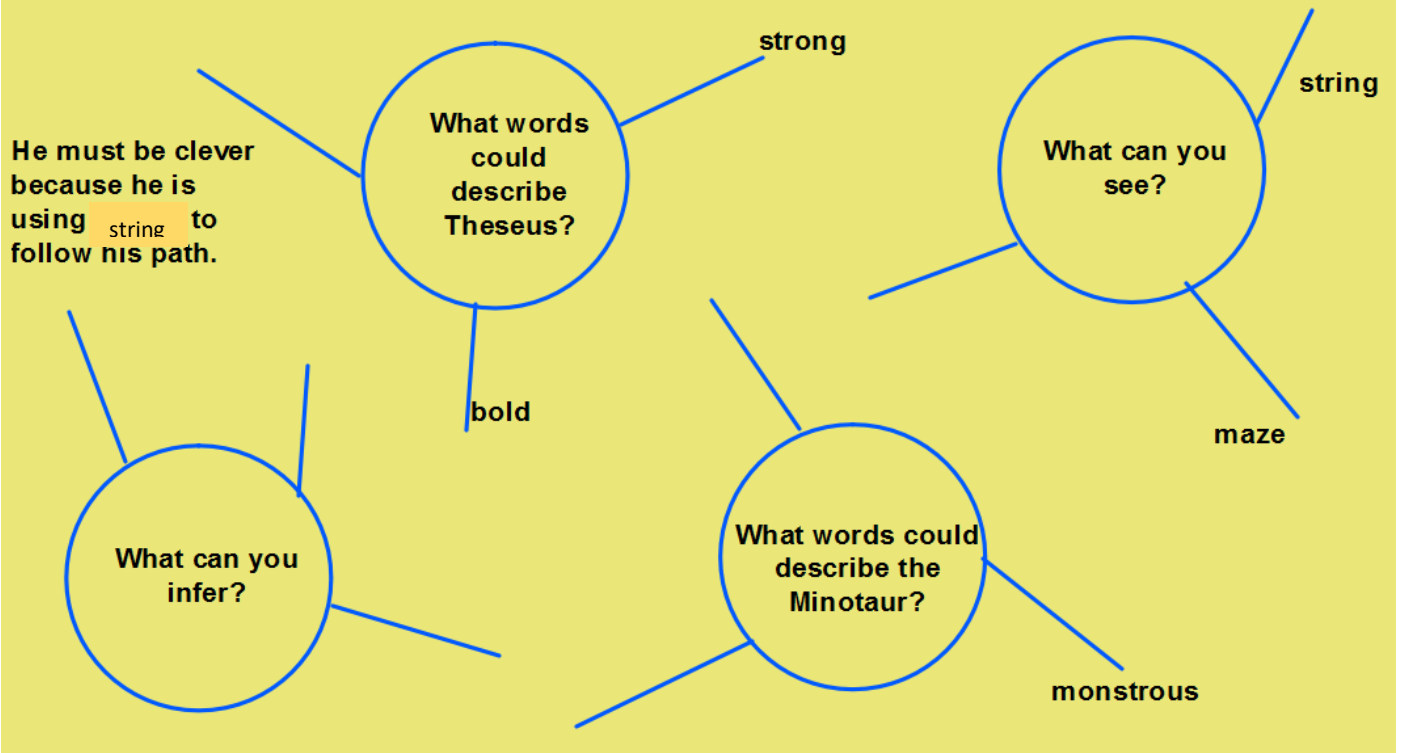 strong
What words
could
describe
Theseus?
bold
string
What can you
see?
maze
He must be clever
because he is
using string to
follow his path.
What can you
infer?
What words could
describe the
Minotaur?
monstrous